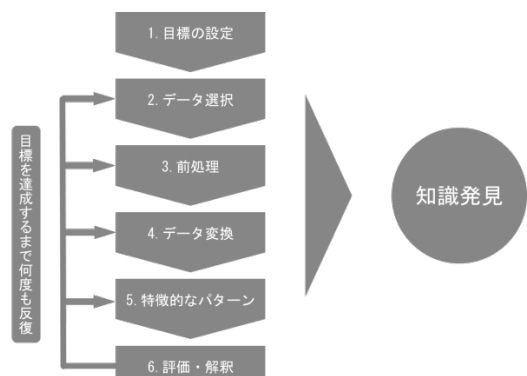 1. 目標の設定
2. データ選択
3. 前処理
4. データ変換
5. 特徴的なパターン
6. 評価・解釈
目標を達成するまで何度も反復
知識発見